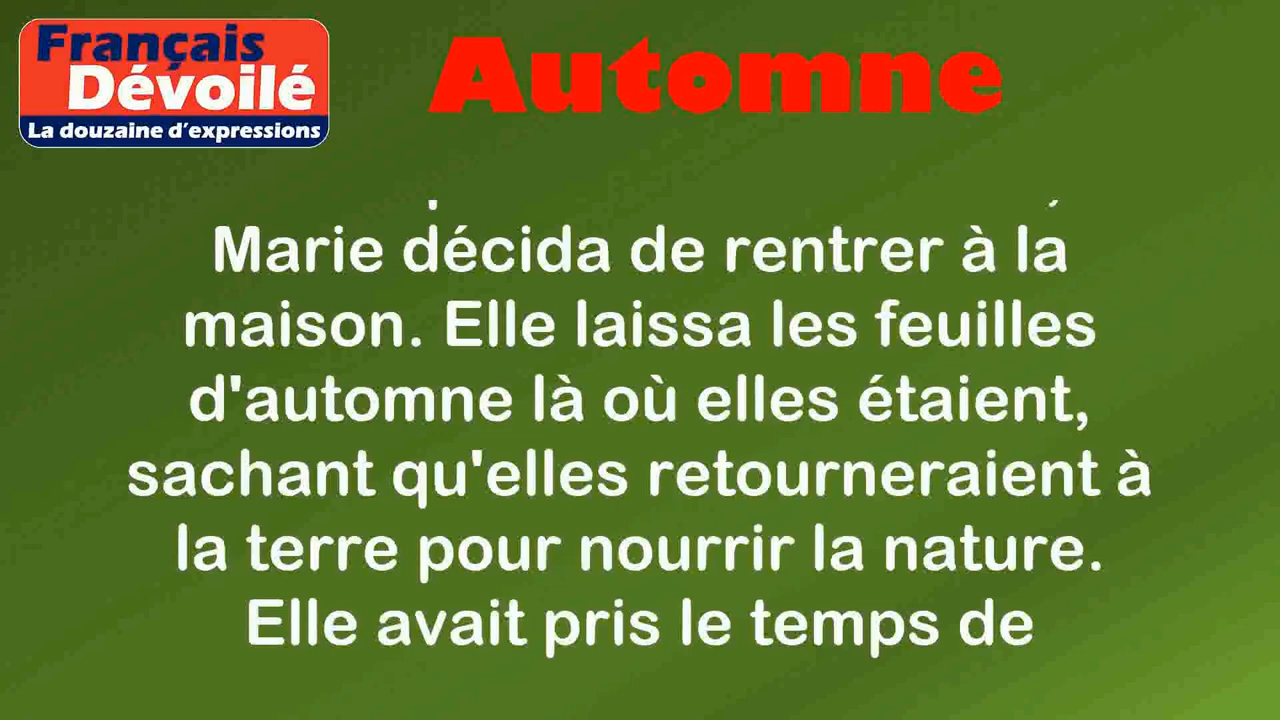 Français
Dévoilé
La douzaine d'expressions
Automne
Marie décida de rentrer à la
maison. Elle laissa les feuilles
d'automne là où elles étaient,
sachant qu'elles retourneraient à
la terre pour nourrir la nature.
Elle avait pris le temps de